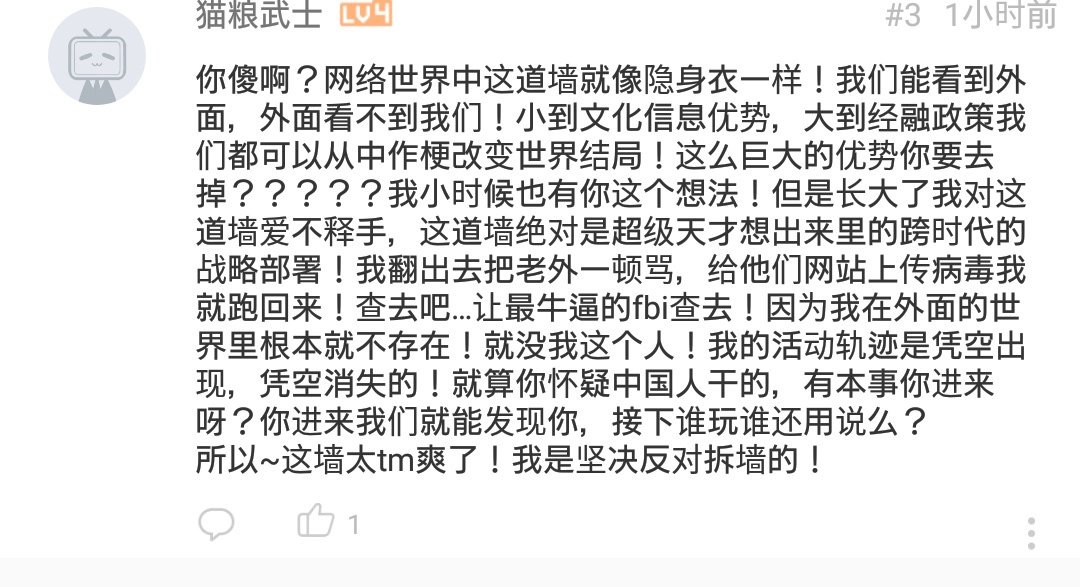 猫粮武士 LV4 #3 1小时前
你傻啊？网络世界中这道墙就像隐身衣一样！我们能看到外
面，外面看不到我们！小到文化信息优势，大到经融政策我
们都可以从中作梗改变世界结局！这么巨大的优势你要去
掉？？？？？我小时候也有你这个想法！但是长大了我对这
道墙爱不释手，这道墙绝对是超级天才想出来里的跨时代的
战略部署！我翻出去把老外一顿骂，给他们网站上传病毒我
就跑回来！查去吧...让最牛逼的fbi查去！因为我在外面的世
界里根本就不存在！就没我这个人！我的活动轨迹是凭空出
现，凭空消失的！就算你怀疑中国人干的，有本事你进来
呀？你进来我们就能发现你，接下谁玩谁还用说么？
所以~这墙太tm爽了！我是坚决反对拆墙的！
1